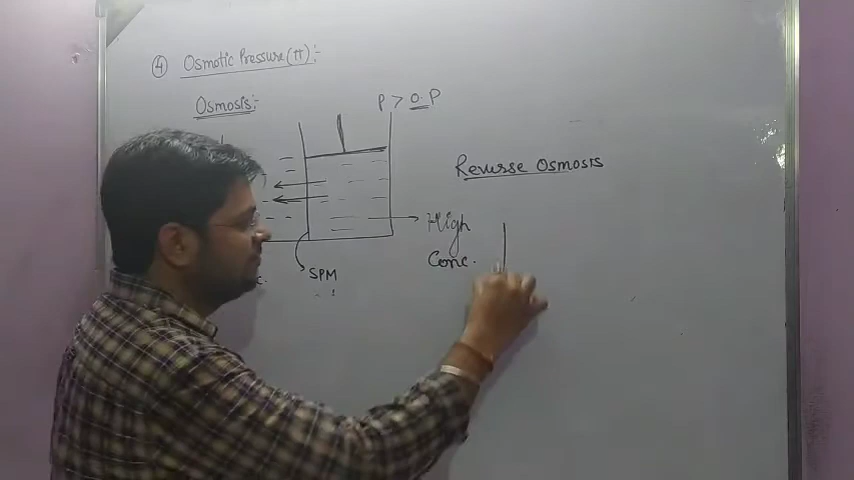 ④ Osmotic Pressure (π):-
Osmosis:-
P > O.P
Reverse Osmosis
High
Conc.
SPM
c.